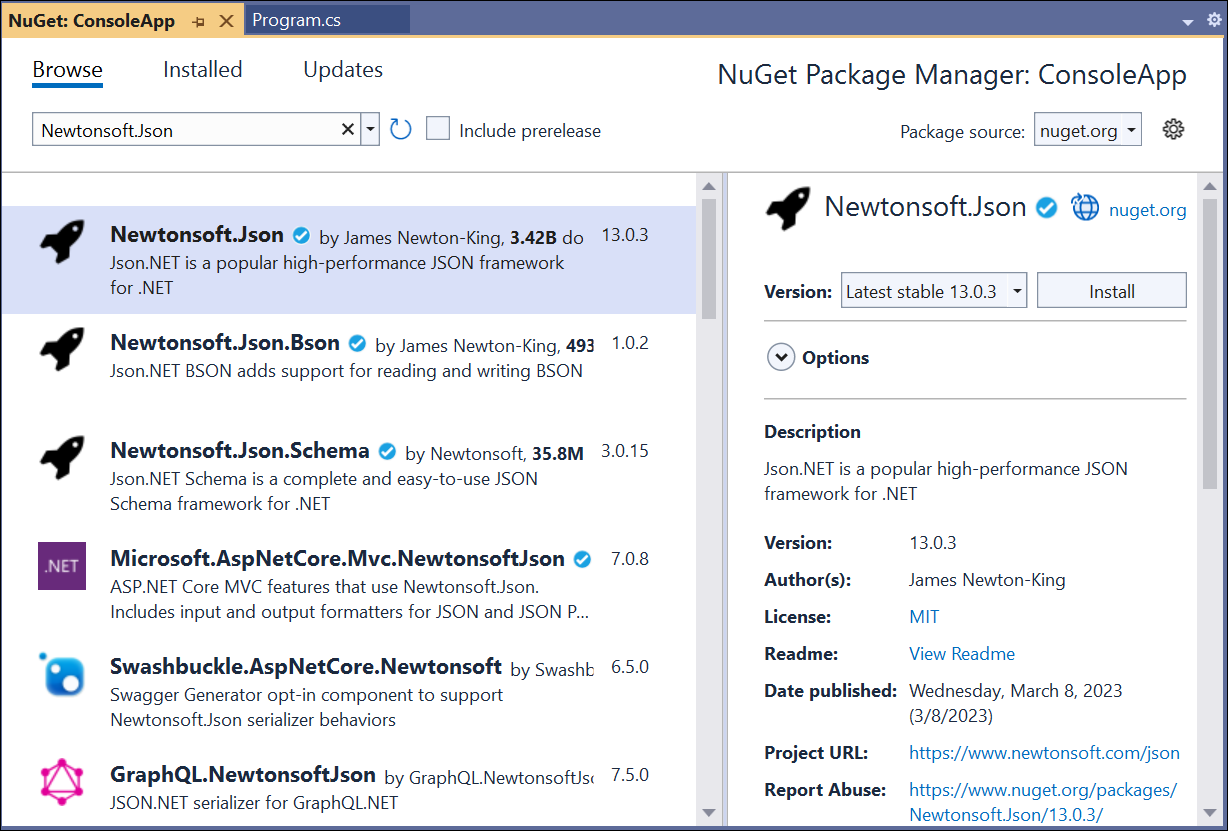 NuGet: ConsoleApp
Program.cs
Browse
Installed
Updates
NuGet Package Manager: ConsoleApp
Newtonsoft.Json
Include prerelease
Package source: nuget.org
Newtonsoft.Json by James Newton-King, 3.42B do 13.0.3
Json.NET is a popular high-performance JSON framework
for .NET
Newtonsoft.Json.Bson by James Newton-King, 493 1.0.2
Json.NET BSON adds support for reading and writing BSON
Newtonsoft.Json.Schema by Newtonsoft, 35.8M 3.0.15
Json.NET Schema is a complete and easy-to-use JSON
Schema framework for .NET
.NET
Microsoft.AspNetCore.Mvc.NewtonsoftJson 7.0.8
ASP.NET Core MVC features that use Newtonsoft.Json.
Includes input and output formatters for JSON and JSON P...
Swashbuckle.AspNetCore.Newtonsoft by Swashb 6.5.0
Swagger Generator opt-in component to support
Newtonsoft.Json serializer behaviors
GraphQL.NewtonsoftJson by GraphQL.NewtonsoftJso 7.5.0
JSON.NET serializer for GraphQL.NET
Newtonsoft.Json nuget.org
Version: Latest stable 13.0.3 Install
Options
Description
Json.NET is a popular high-performance JSON
framework for .NET
Version: 13.0.3
Author(s): James Newton-King
License: MIT
Readme: View Readme
Date published: Wednesday, March 8, 2023
(3/8/2023)
Project URL: https://www.newtonsoft.com/json
Report Abuse: https://www.nuget.org/packages/
Newtonsoft.Json/13.0.3/